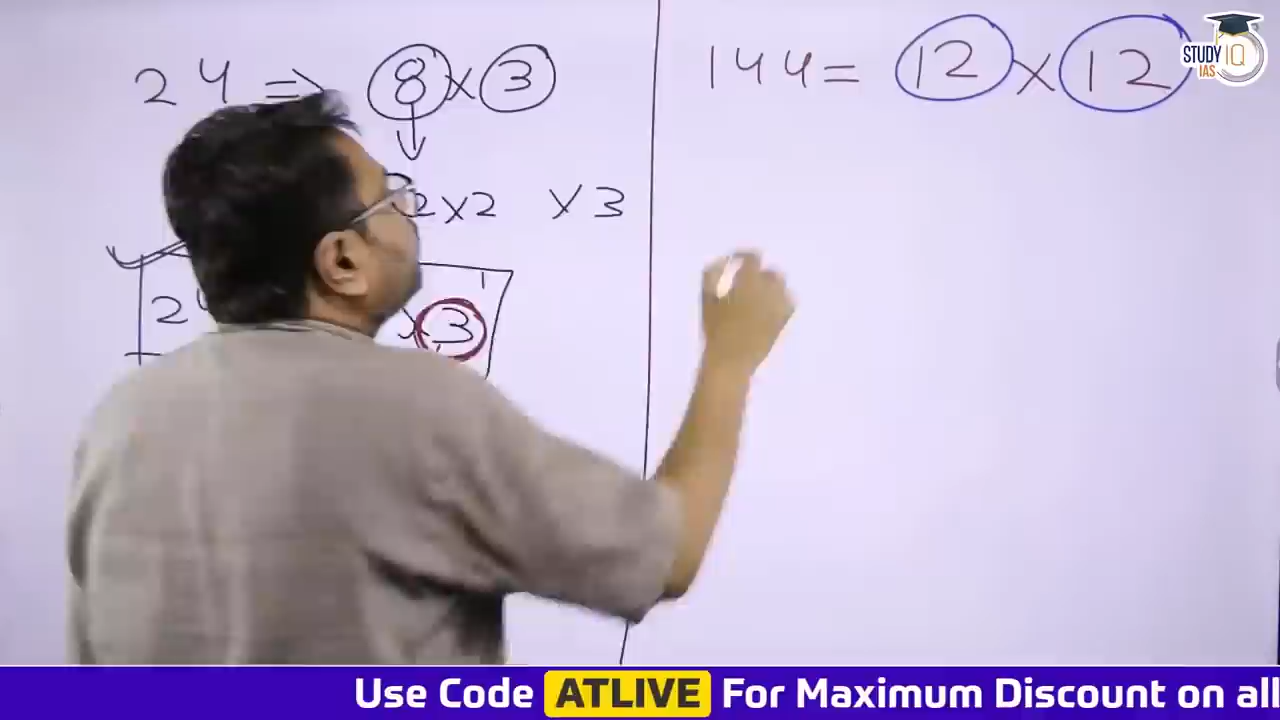 24 => 8 x 3
2 x 2 x 3
2
x 3
144 = 12 x 12
STUDY IQ
IAS
Use Code ATLIVE For Maximum Discount on all